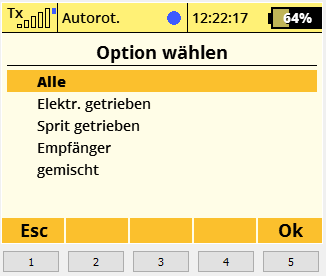 Tx Autorot. 12:22:17 64%
Option wählen
Alle
Elektr. getrieben
Sprit getrieben
Empfänger
gemischt
Esc Ok
1 2 3 4 5